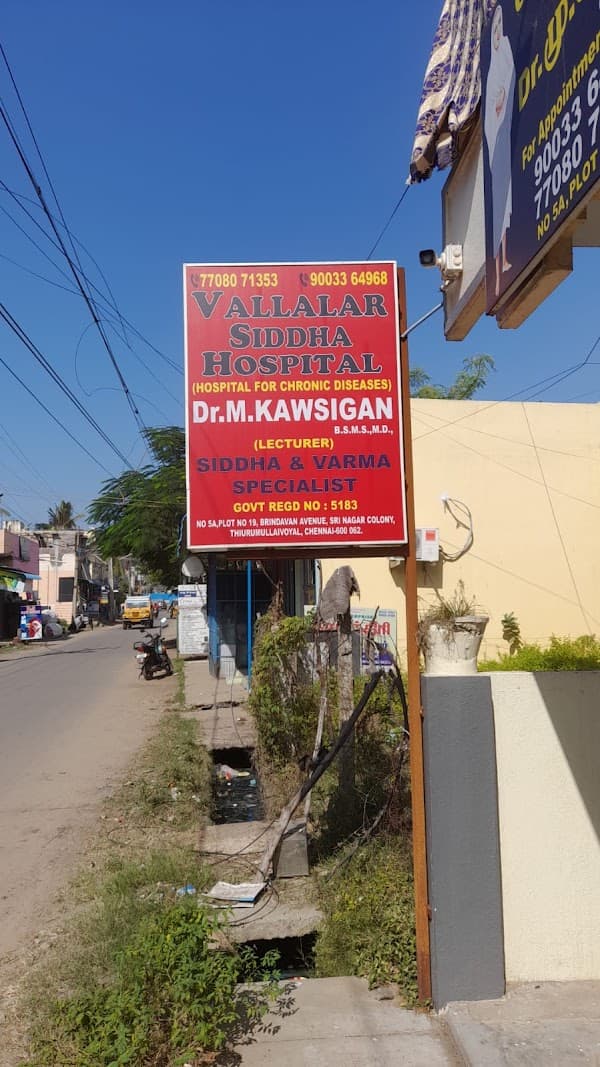 77080 71353 90033 64968
VALLALAR
SIDDHA
HOSPITAL
(HOSPITAL FOR CHRONIC DISEASES)
Dr.M.KAWSIGAN
B.S.M.S.,M.D.,
(LECTURER)
SIDDHA & VARMA
SPECIALIST
GOVT REGD NO : 5183
NO 5A,PLOT NO 19, BRINDAVAN AVENUE, SRI NAGAR COLONY,
THIURUMULLAIVOYAL, CHENNAI-600 062.
Dr.மு.
For Appointmen
90033 6
77080 7
NO 5A,PLOT